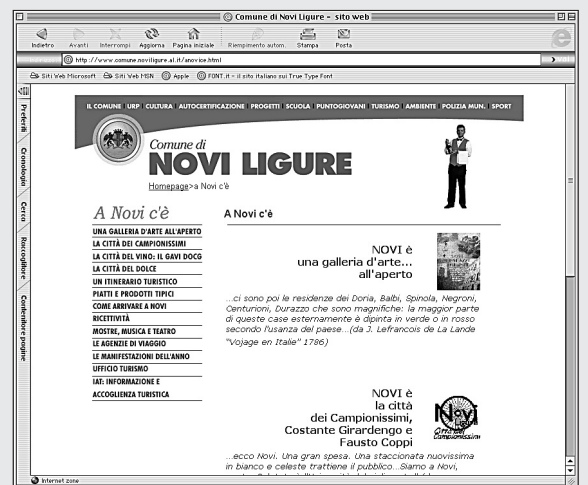 Comune di Novi Ligure - sito web
Indietro Avanti Interrompi Aggiorna Pagina iniziale Riempimento autom. Stampa Posta
http://www.comune.noviligure.al.it/anovice.html
Siti Web Microsoft Siti Web MSN Apple FONT.it - il sito italiano sui True Type Font
Preferiti
Cronologia
Cerca
Raccoglitore
Contenitore pagine
IL COMUNE | URP | CULTURA | AUTOCERTIFICAZIONE | PROGETTI | SCUOLA | PUNTOGIOVANI | TURISMO | AMBIENTE | POLIZIA MUN. | SPORT
Comune di
NOVI LIGURE
Homepage>a Novi c'è
A Novi c'è
UNA GALLERIA D'ARTE ALL'APERTO
LA CITTÀ DEI CAMPIONISSIMI
LA CITTÀ DEL VINO: IL GAVI DOCG
LA CITTÀ DEL DOLCE
UN ITINERARIO TURISTICO
PIATTI E PRODOTTI TIPICI
COME ARRIVARE A NOVI
RICETTIVITÀ
MOSTRE, MUSICA E TEATRO
LE AGENZIE DI VIAGGIO
LE MANIFESTAZIONI DELL'ANNO
UFFICIO TURISMO
IAT: INFORMAZIONE E
ACCOGLIENZA TURISTICA
A Novi c'è
NOVI è
una galleria d'arte...
all'aperto
...ci sono poi le residenze dei Doria, Balbi, Spinola, Negroni,
Centurioni, Durazzo che sono magnifiche: la maggior parte
di queste case esternamente è dipinta in verde o in rosso
secondo l'usanza del paese...(da J. Lefrancois de La Lande
"Vojage en Italie" 1786)
NOVI è
la città
dei Campionissimi,
Costante Girardengo e
Fausto Coppi
Novi
Ligure
Città dei
Campionissimi
...ecco Novi. Una gran spesa. Una staccionata nuovissima
in bianco e celeste trattiene il pubblico...Siamo a Novi,
Internet zone